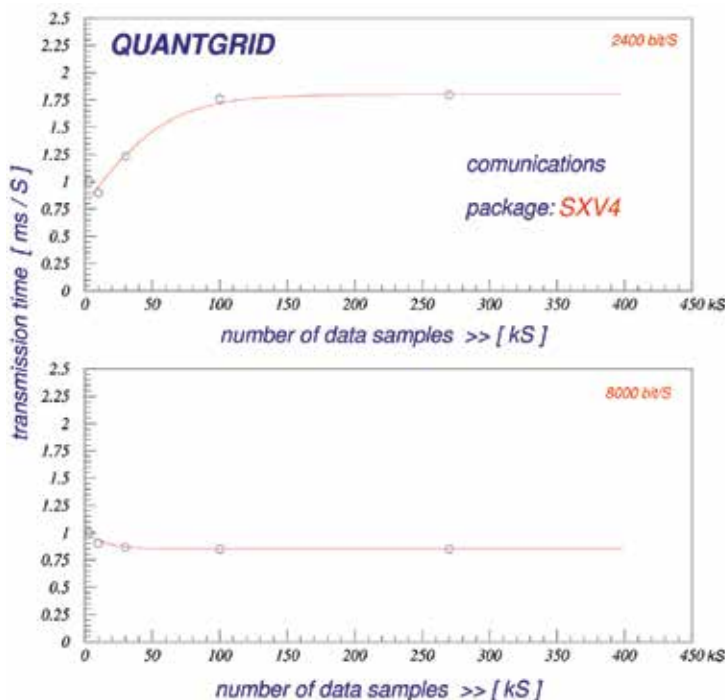 QUANTGRID
2400 bit/S
comunications
package: SXV4
transmission time [ ms / S ]
2.5
2.25
2
1.75
1.5
1.25
1
0.75
0.5
0.25
0
0 50 100 150 200 250 300 350 400 450 kS
number of data samples >> [ kS ]
8000 bit/S
2.5
2.25
2
1.75
1.5
1.25
1
0.75
0.5
0.25
0
0 50 100 150 200 250 300 350 400 450 kS
number of data samples >> [ kS ]